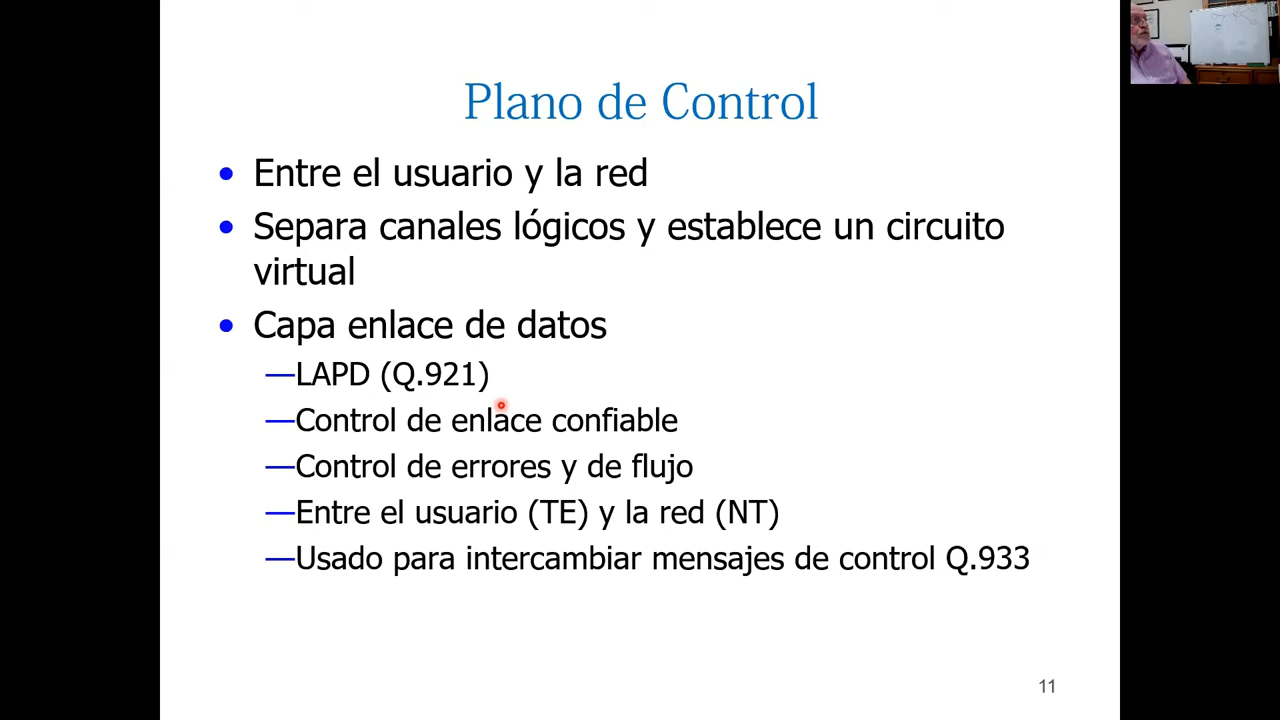 Plano de Control
• Entre el usuario y la red
• Separa canales lógicos y establece un circuito
virtual
• Capa enlace de datos
—LAPD (Q.921)
—Control de enlace confiable
—Control de errores y de flujo
—Entre el usuario (TE) y la red (NT)
—Usado para intercambiar mensajes de control Q.933
11